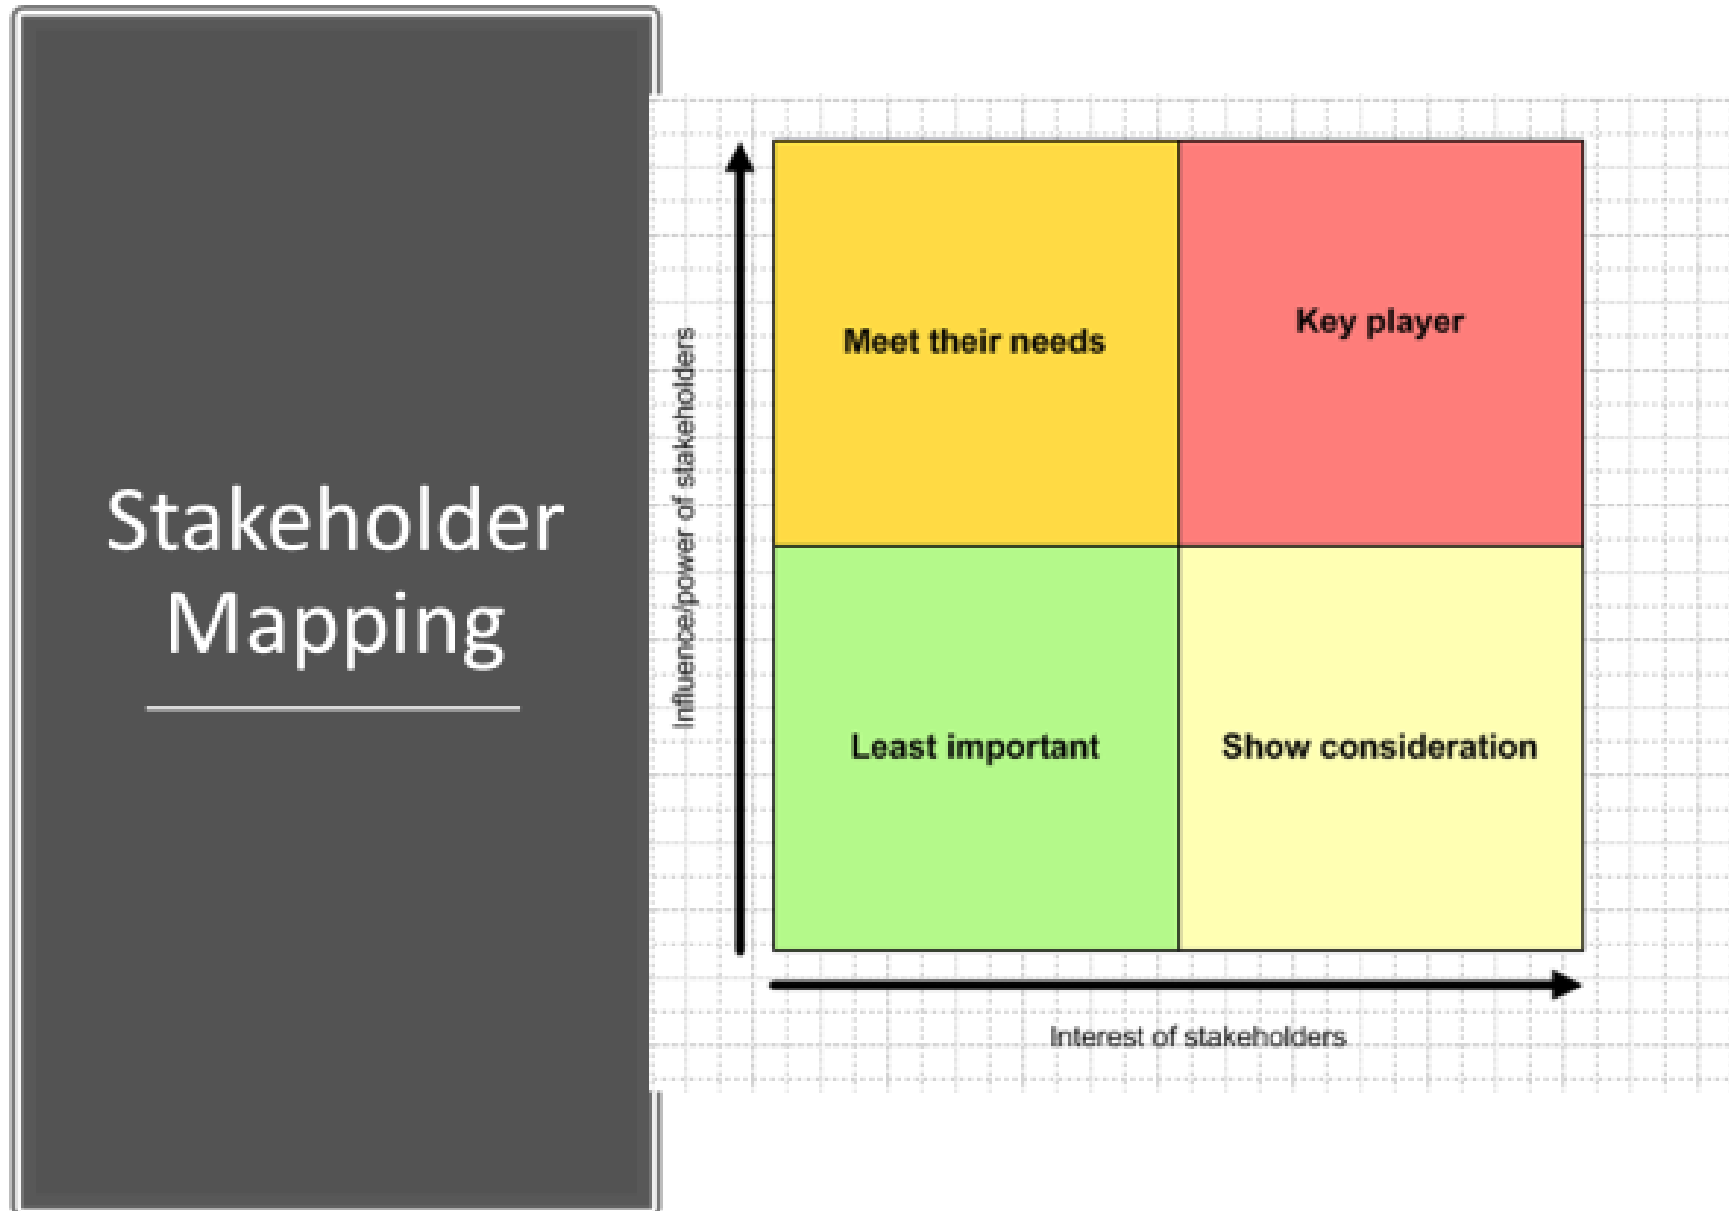 Stakeholder
Mapping
Influence/power of stakeholders
Meet their needs
Key player
Least important
Show consideration
Interest of stakeholders